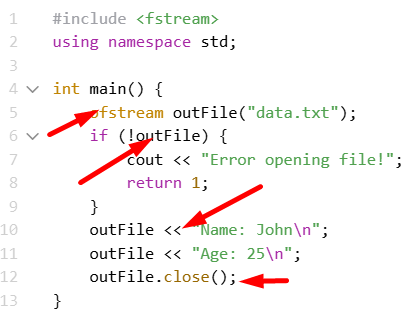 1 #include <fstream>
2 using namespace std;
3
4 int main() {
5 ofstream outFile("data.txt");
6 if (!outFile) {
7 cout << "Error opening file!";
8 return 1;
9 }
10 outFile << "Name: John\n";
11 outFile << "Age: 25\n";
12 outFile.close();
13 }